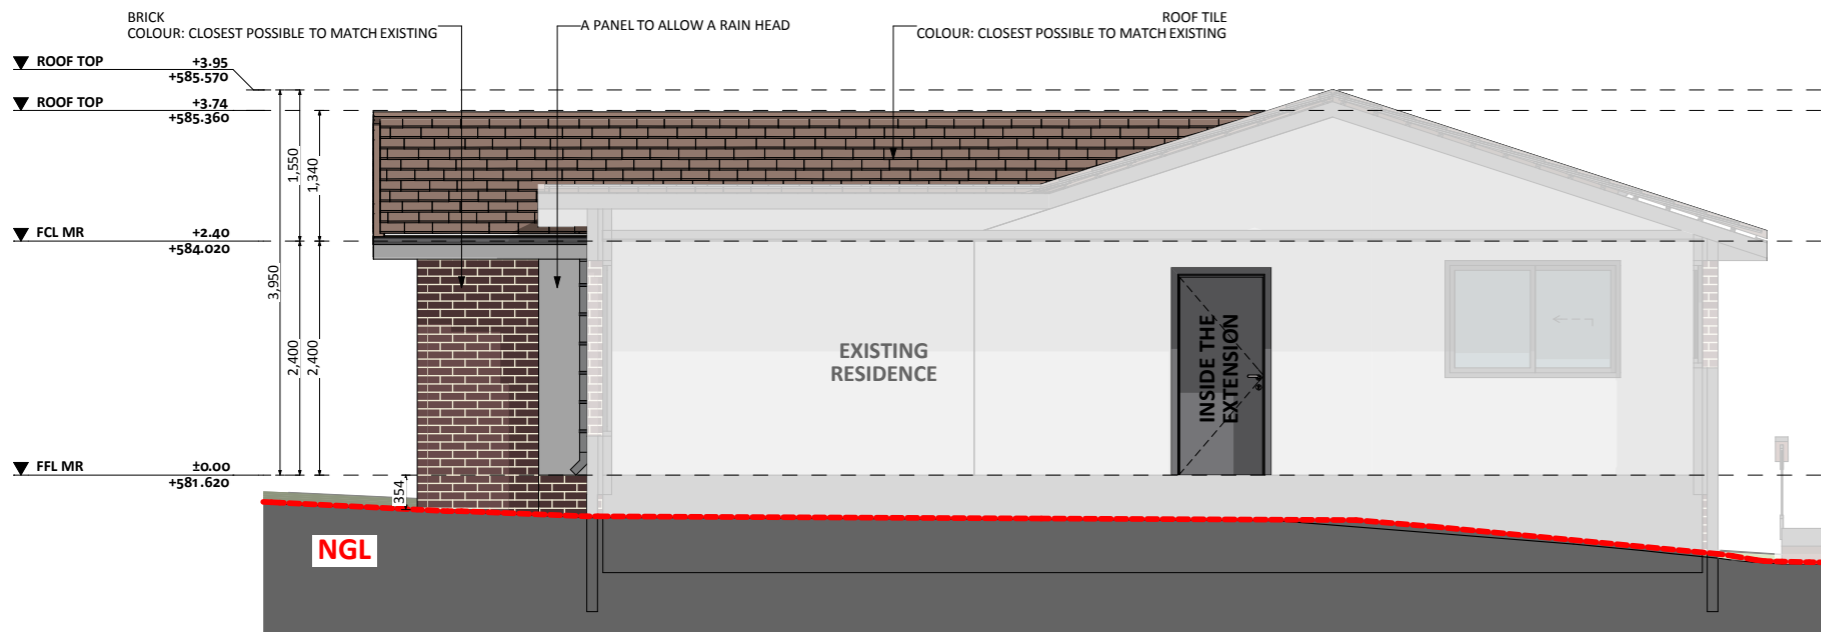 BRICK
COLOUR: CLOSEST POSSIBLE TO MATCH EXISTING
A PANEL TO ALLOW A RAIN HEAD
ROOF TILE
COLOUR: CLOSEST POSSIBLE TO MATCH EXISTING
ROOF TOP +3.95
+585.570
ROOF TOP +3.74
+585.360
1,550
1,340
FCL MR +2.40
+584.020
3,950
2,400
2,400
EXISTING
RESIDENCE
INSIDE THE
EXTENSION
FFL MR ±0.00
+581.620
354
NGL